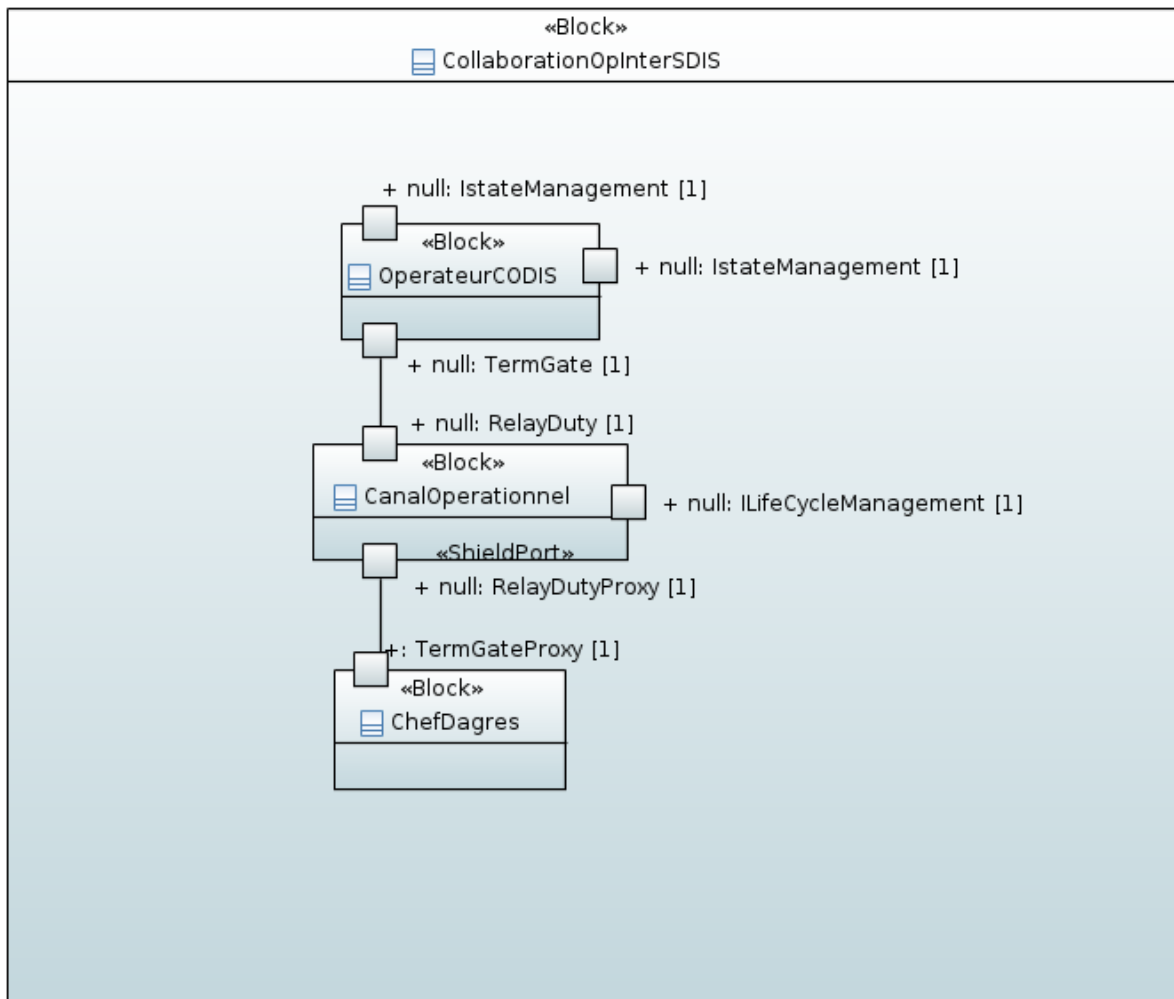 «Block»
CollaborationOpInterSDIS
+ null: IstateManagement [1]
«Block»
OperateurCODIS
+ null: IstateManagement [1]
+ null: TermGate [1]
+ null: RelayDuty [1]
«Block»
CanalOperationnel
+ null: ILifeCycleManagement [1]
«ShieldPort»
+ null: RelayDutyProxy [1]
+: TermGateProxy [1]
«Block»
ChefDagres